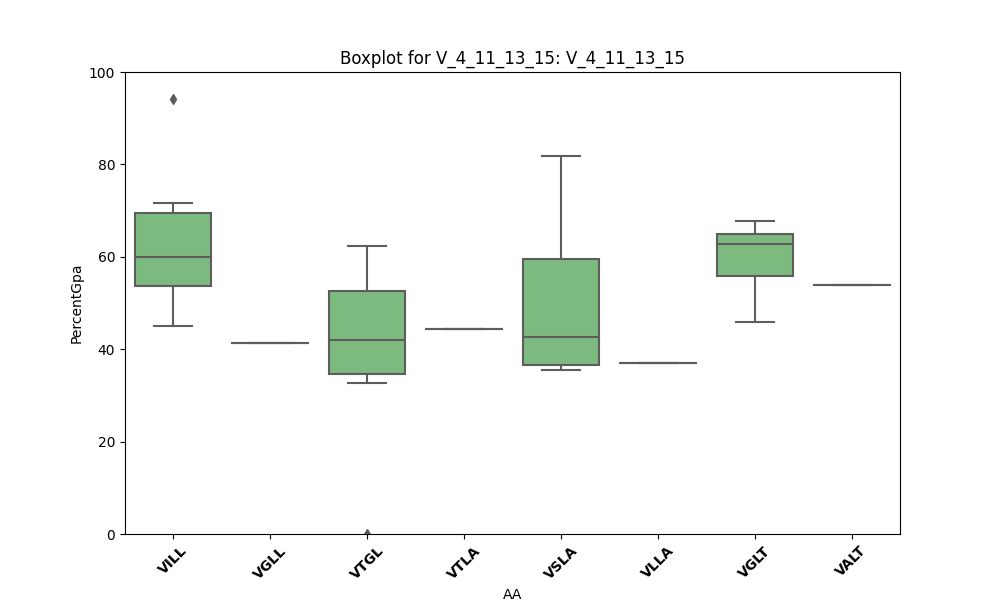 Boxplot for V_4_11_13_15: V_4_11_13_15
PercentGpa
100
80
60
40
20
0
VILL
VGLL
VTGL
VTLA
VSLA
VLLA
VGLT
VALT
AA